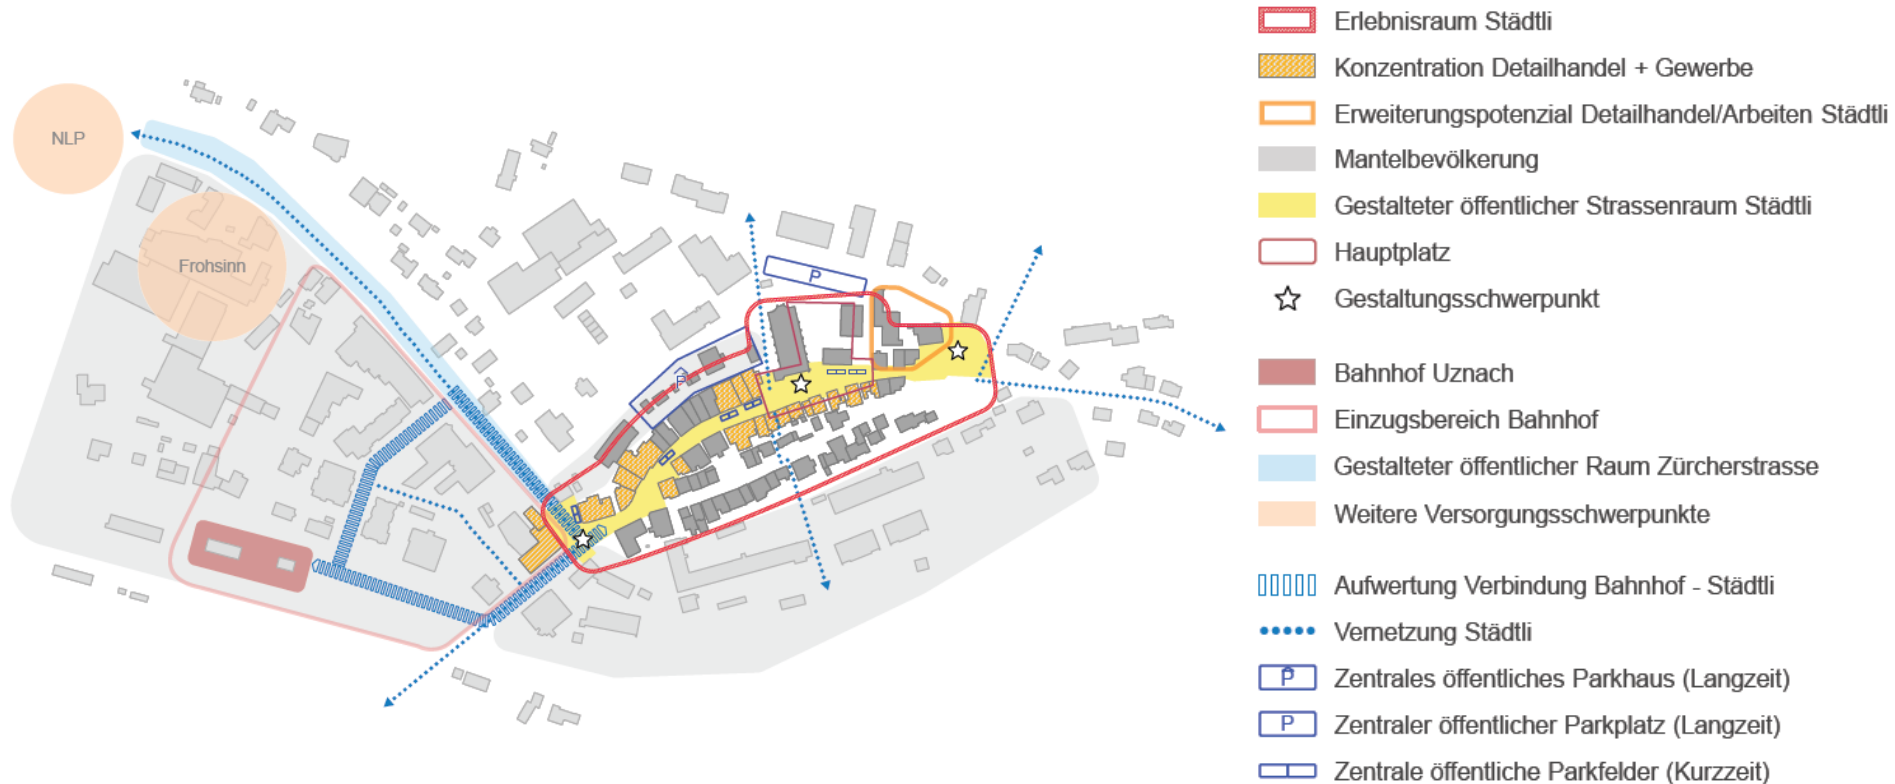 NLP
Frohsinn
P
P
Erlebnisraum Städtli
Konzentration Detailhandel + Gewerbe
Erweiterungspotenzial Detailhandel/Arbeiten Städtli
Mantelbevölkerung
Gestalteter öffentlicher Strassenraum Städtli
Hauptplatz
Gestaltungsschwerpunkt
Bahnhof Uznach
Einzugsbereich Bahnhof
Gestalteter öffentlicher Raum Zürcherstrasse
Weitere Versorgungsschwerpunkte
Aufwertung Verbindung Bahnhof - Städtli
Vernetzung Städtli
P Zentrales öffentliches Parkhaus (Langzeit)
P Zentraler öffentlicher Parkplatz (Langzeit)
Zentrale öffentliche Parkfelder (Kurzzeit)